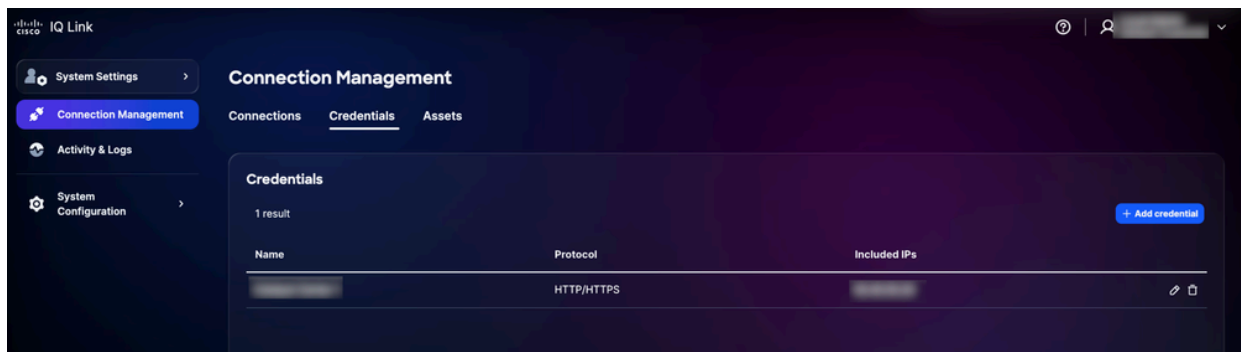 cisco IQ Link
System Settings
Connection Management
Activity & Logs
System
Configuration
Connection Management
Connections Credentials Assets
Credentials
1 result
+ Add credential
Name Protocol Included IPs
HTTP/HTTPS